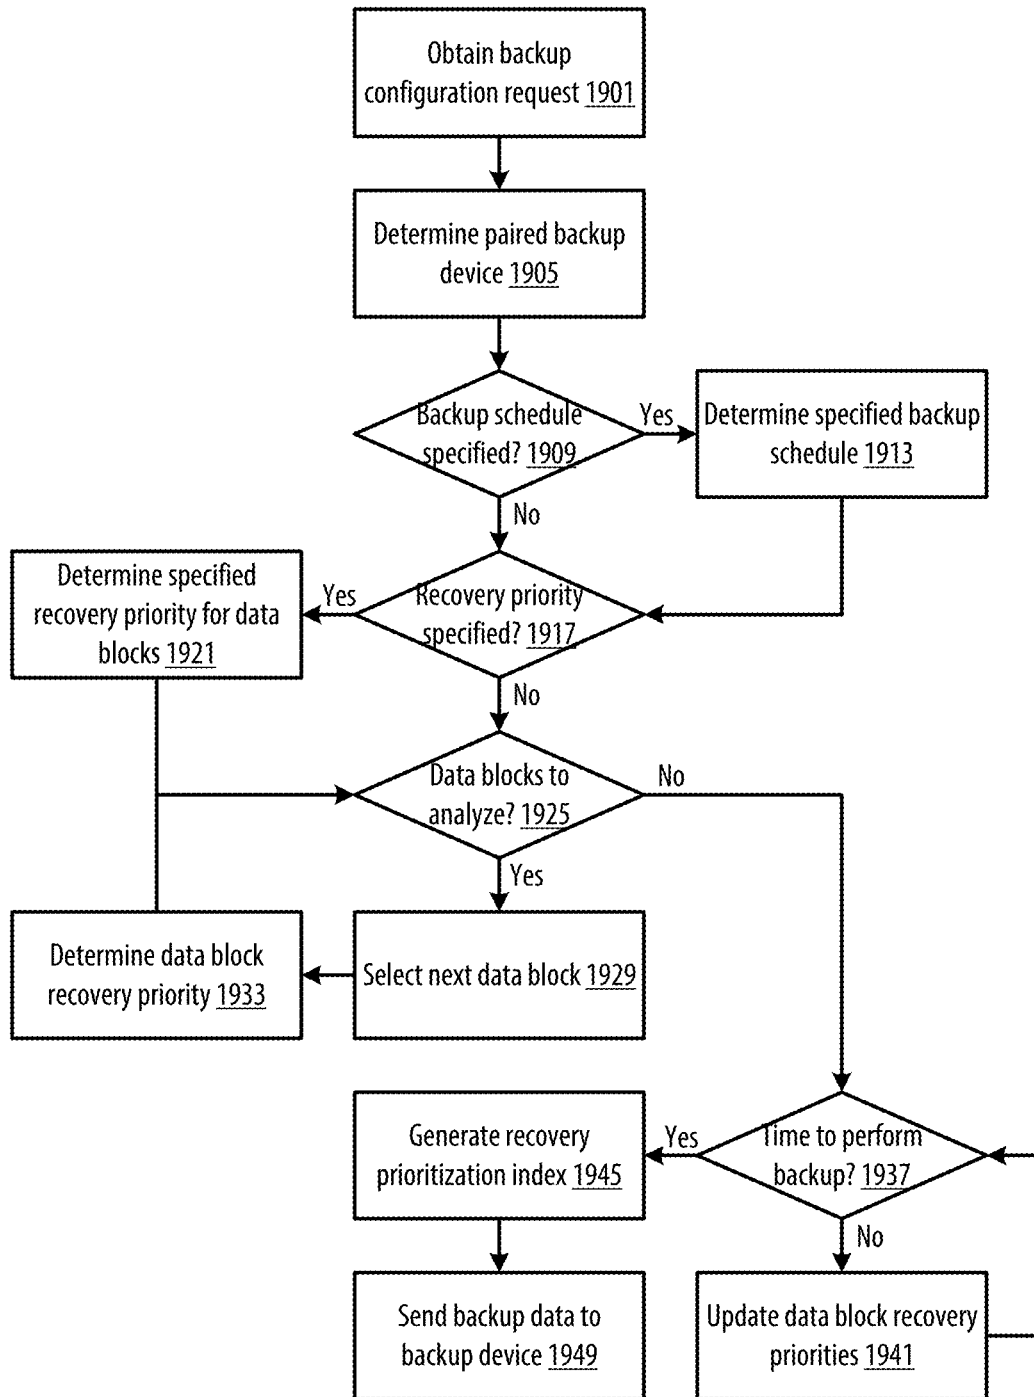 Obtain backup
configuration request 1901
Determine paired backup
device 1905
Backup schedule
specified? 1909
Yes
Determine specified backup
schedule 1913
No
Determine specified
recovery priority for data
blocks 1921
Yes
Recovery priority
specified? 1917
No
Data blocks to
analyze? 1925
No
Yes
Determine data block
recovery priority 1933
Select next data block 1929
Generate recovery
prioritization index 1945
Yes
Time to perform
backup? 1937
No
Send backup data to
backup device 1949
Update data block recovery
priorities 1941